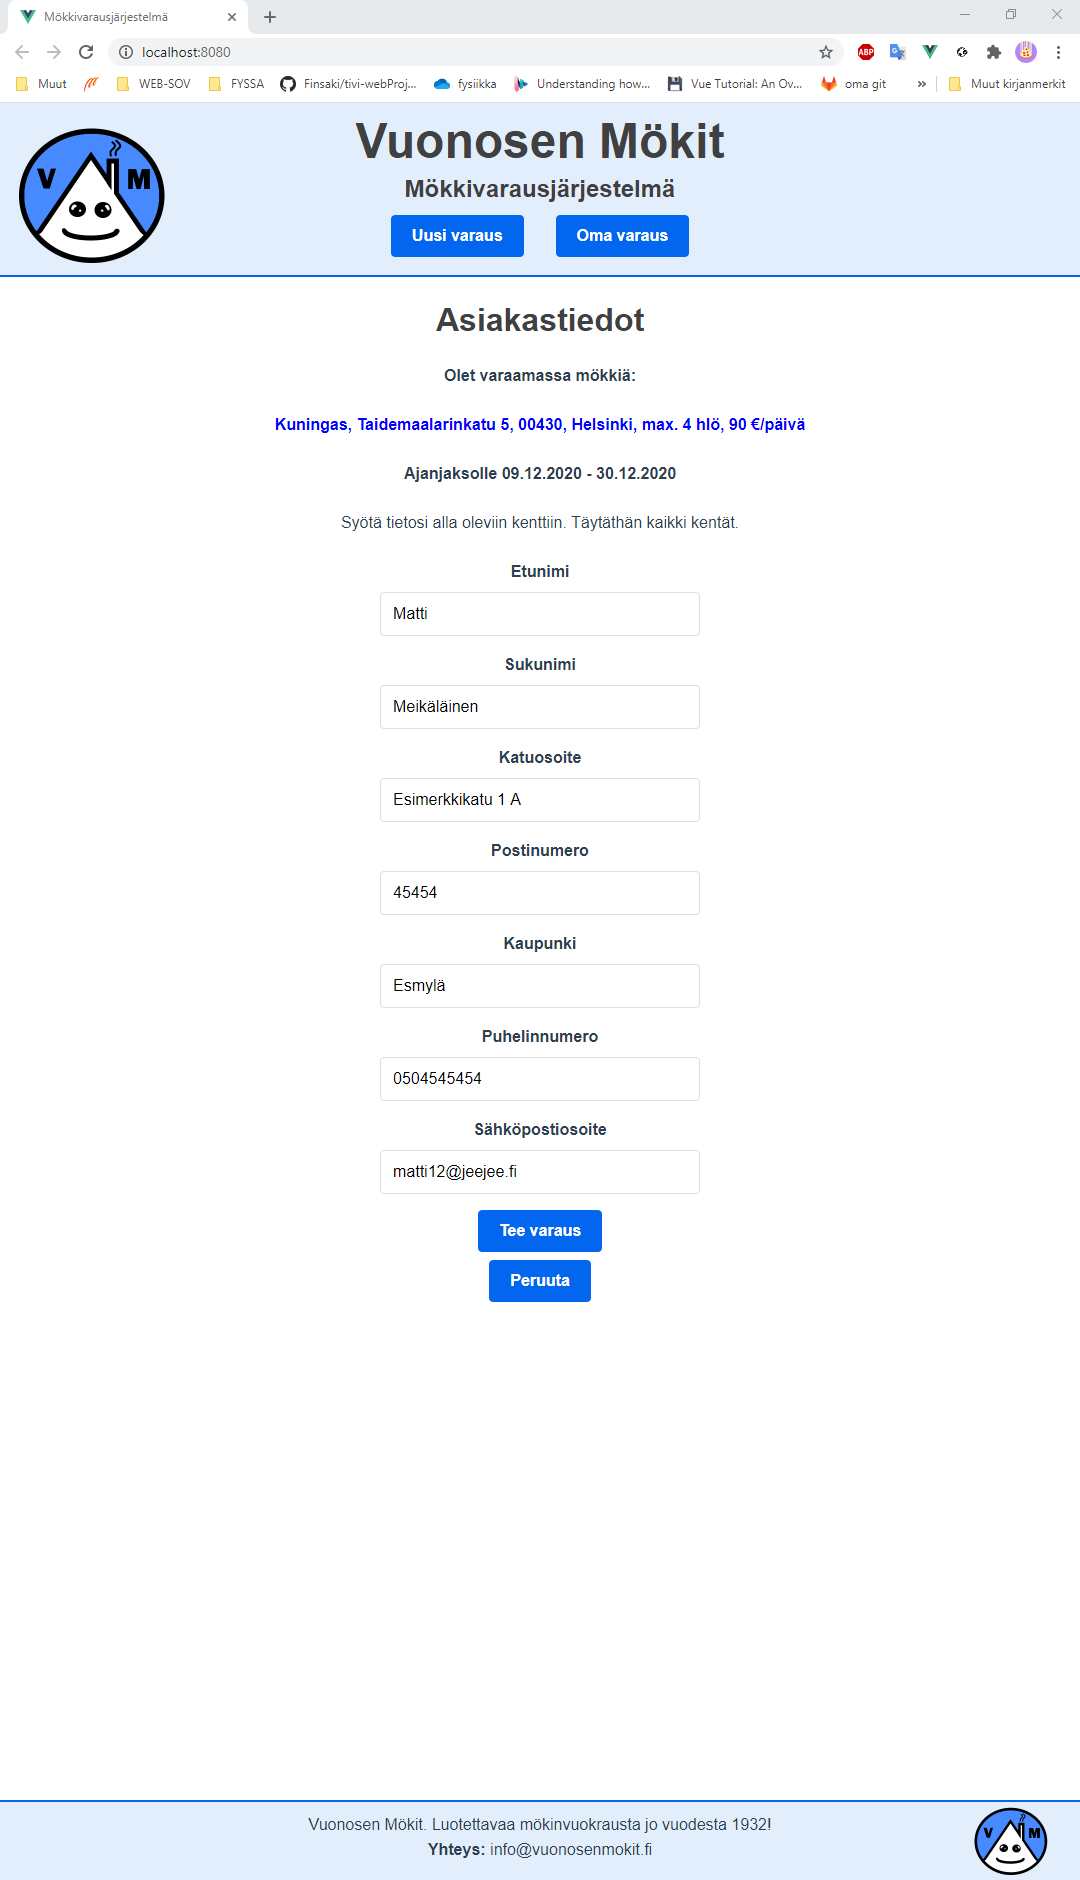 Mökkivarausjärjestelmä
localhost:8080
ABP
Muut
WEB-SOV
FYSSA
Finsaki/tivi-webProj...
fysiikka
Understanding how...
Vue Tutorial: An Ov...
oma git
»
Muut kirjanmerkit
V M
Vuonosen Mökit
Mökkivarausjärjestelmä
Uusi varaus
Oma varaus
Asiakastiedot
Olet varaamassa mökkiä:
Kuningas, Taidemaalarinkatu 5, 00430, Helsinki, max. 4 hlö, 90 €/päivä
Ajanjaksolle 09.12.2020 - 30.12.2020
Syötä tietosi alla oleviin kenttiin. Täytäthän kaikki kentät.
Etunimi
Matti
Sukunimi
Meikäläinen
Katuosoite
Esimerkkikatu 1 A
Postinumero
45454
Kaupunki
Esmylä
Puhelinnumero
0504545454
Sähköpostiosoite
matti12@jeejee.fi
Tee varaus
Peruuta
Vuonosen Mökit. Luotettavaa mökinvuokrausta jo vuodesta 1932!
Yhteys: info@vuonosenmokit.fi
V M